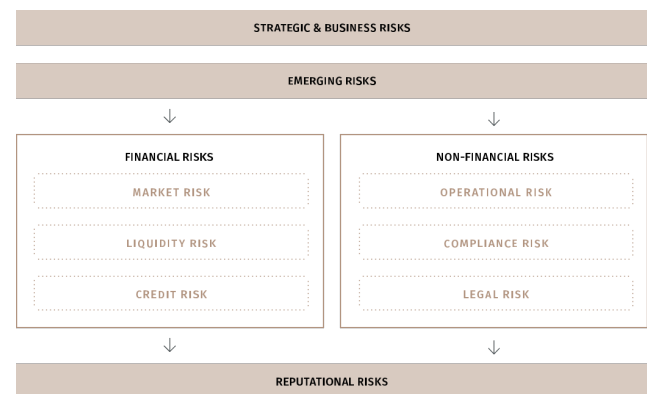 STRATEGIC & BUSINESS RISKS
EMERGING RISKS
FINANCIAL RISKS
MARKET RISK
LIQUIDITY RISK
CREDIT RISK
NON-FINANCIAL RISKS
OPERATIONAL RISK
COMPLIANCE RISK
LEGAL RISK
REPUTATIONAL RISKS